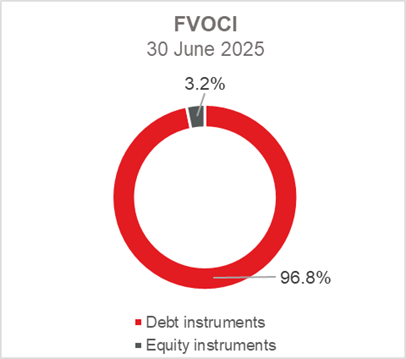 FVOCI
30 June 2025
3.2%
96.8%
Debt instruments
Equity instruments